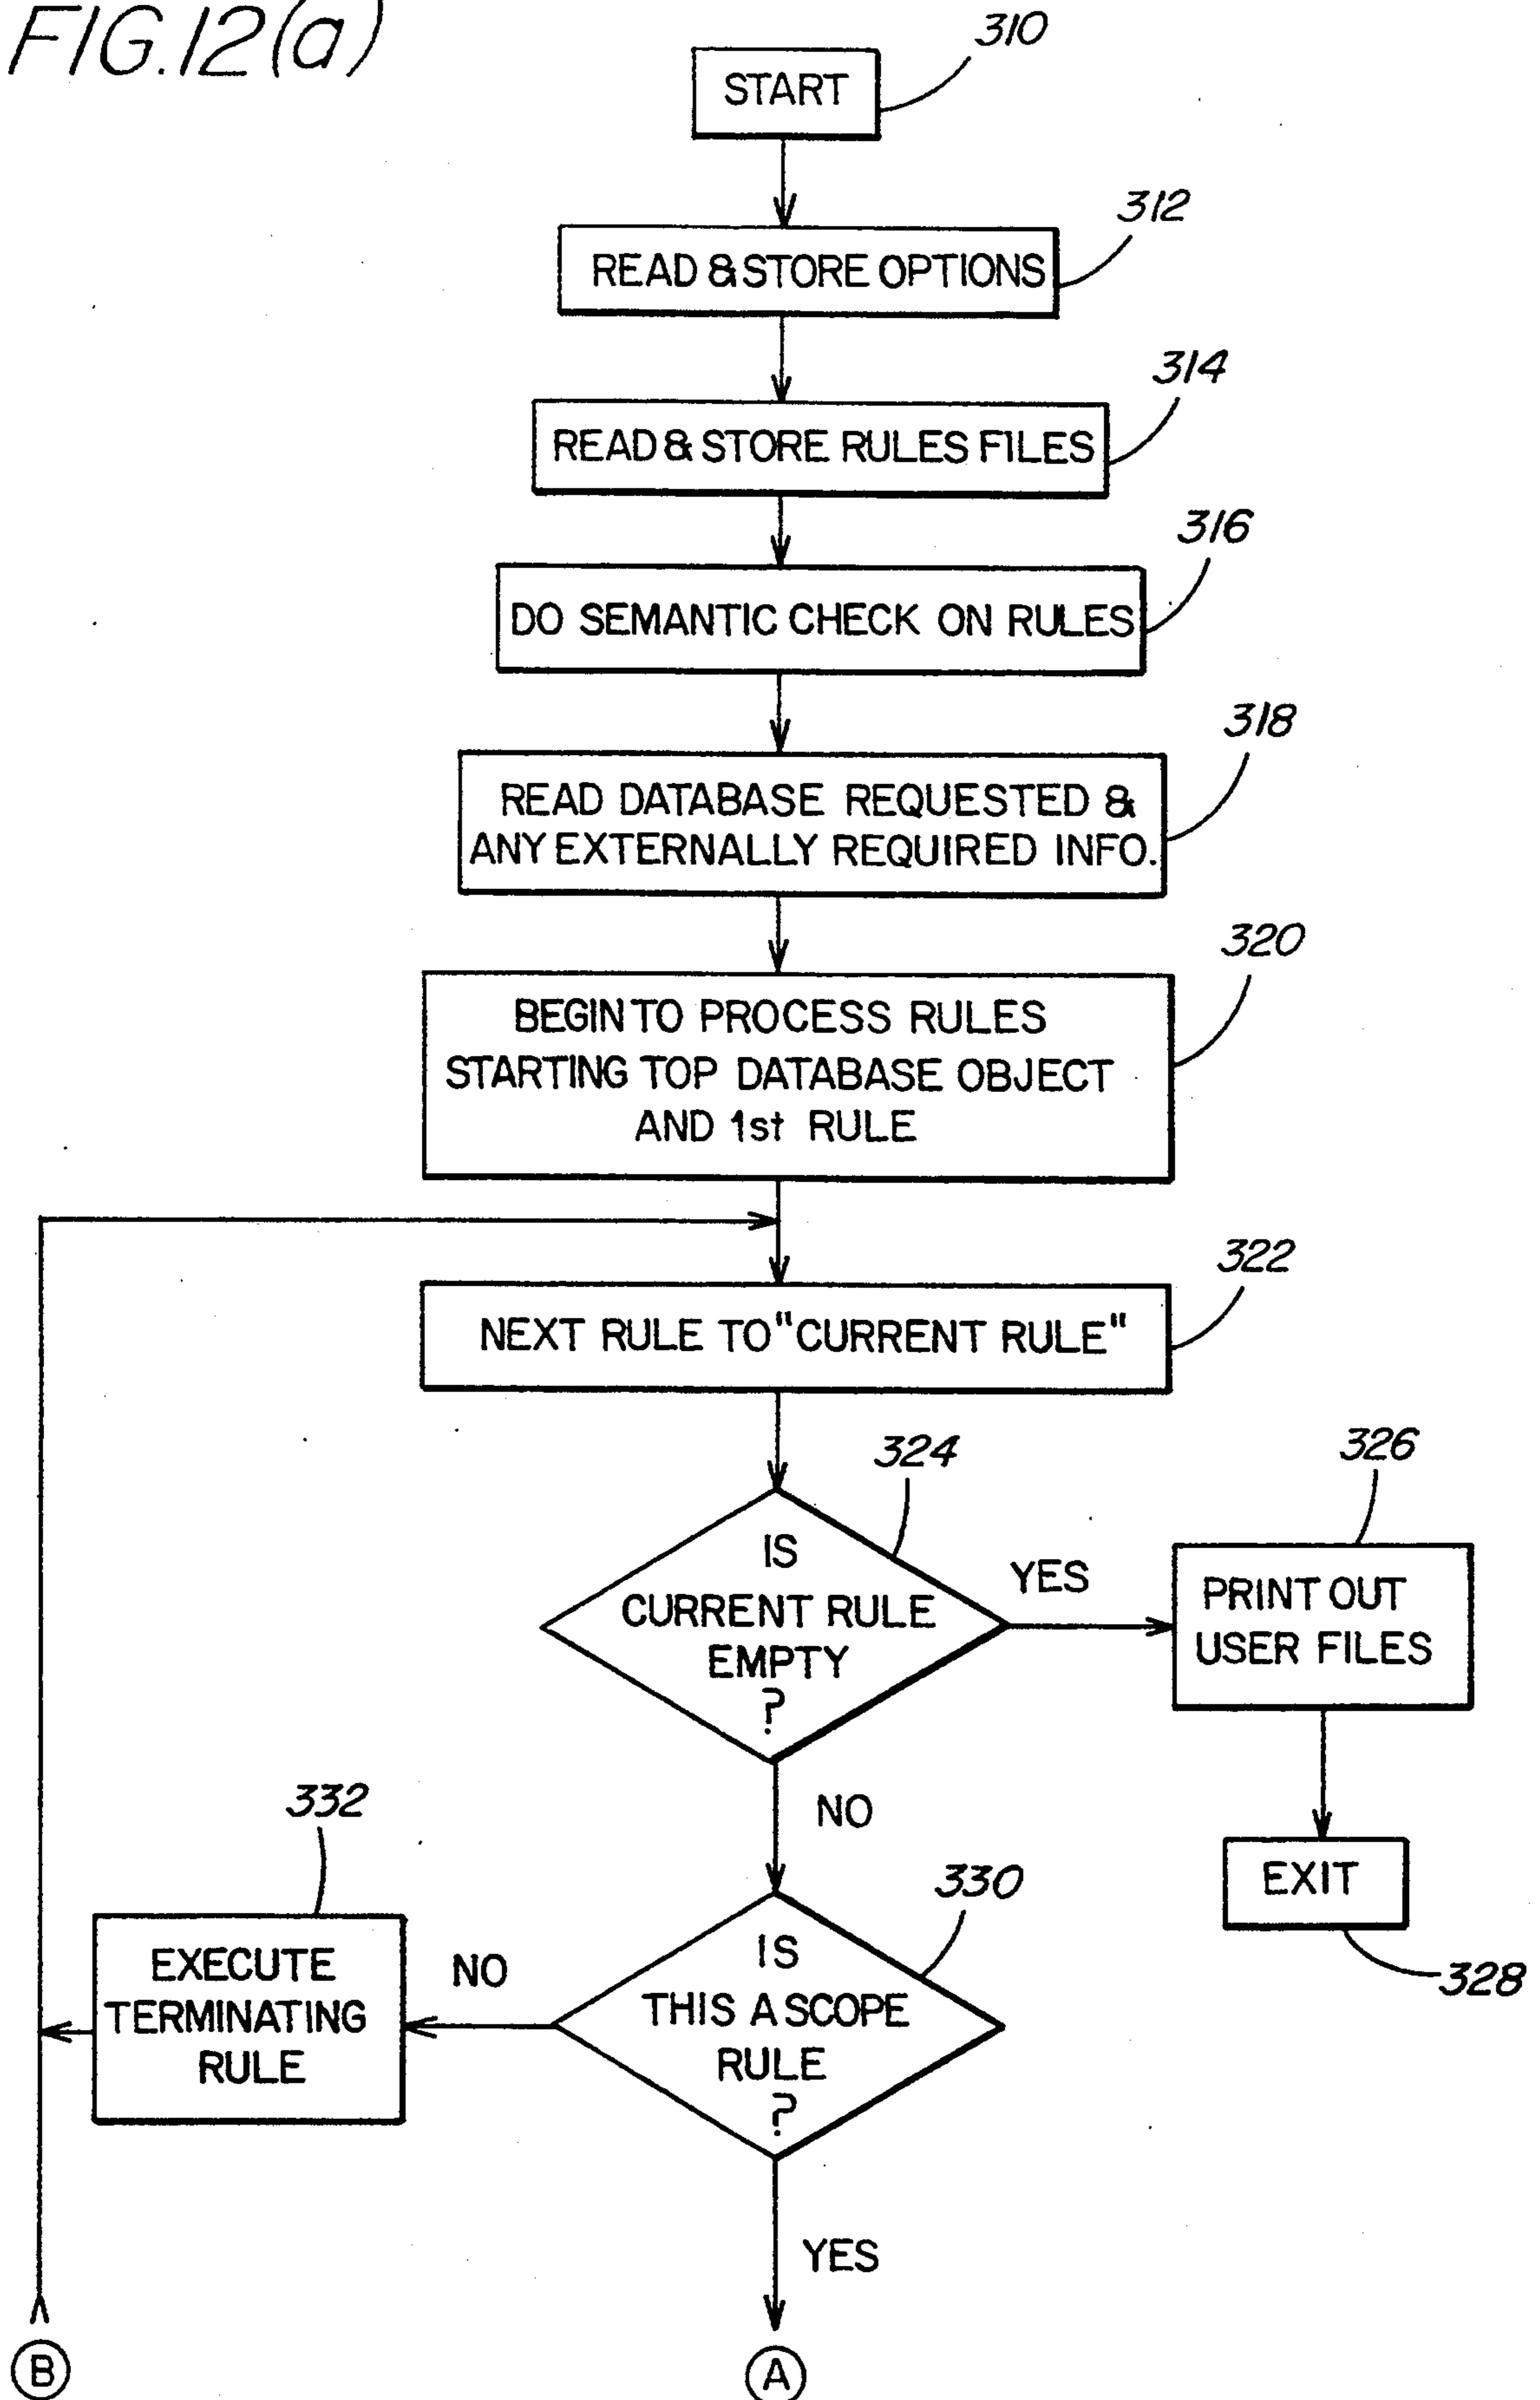 FIG.12(a)
310
START
312
READ & STORE OPTIONS
314
READ & STORE RULES FILES
316
DO SEMANTIC CHECK ON RULES
318
READ DATABASE REQUESTED &
ANY EXTERNALLY REQUIRED INFO.
320
BEGIN TO PROCESS RULES
STARTING TOP DATABASE OBJECT
AND 1st RULE
322
NEXT RULE TO "CURRENT RULE"
324
326
IS
CURRENT RULE
EMPTY
?
YES
PRINT OUT
USER FILES
NO
332
330
EXIT
328
IS
THIS A SCOPE
RULE
?
NO
EXECUTE
TERMINATING
RULE
YES
B
A